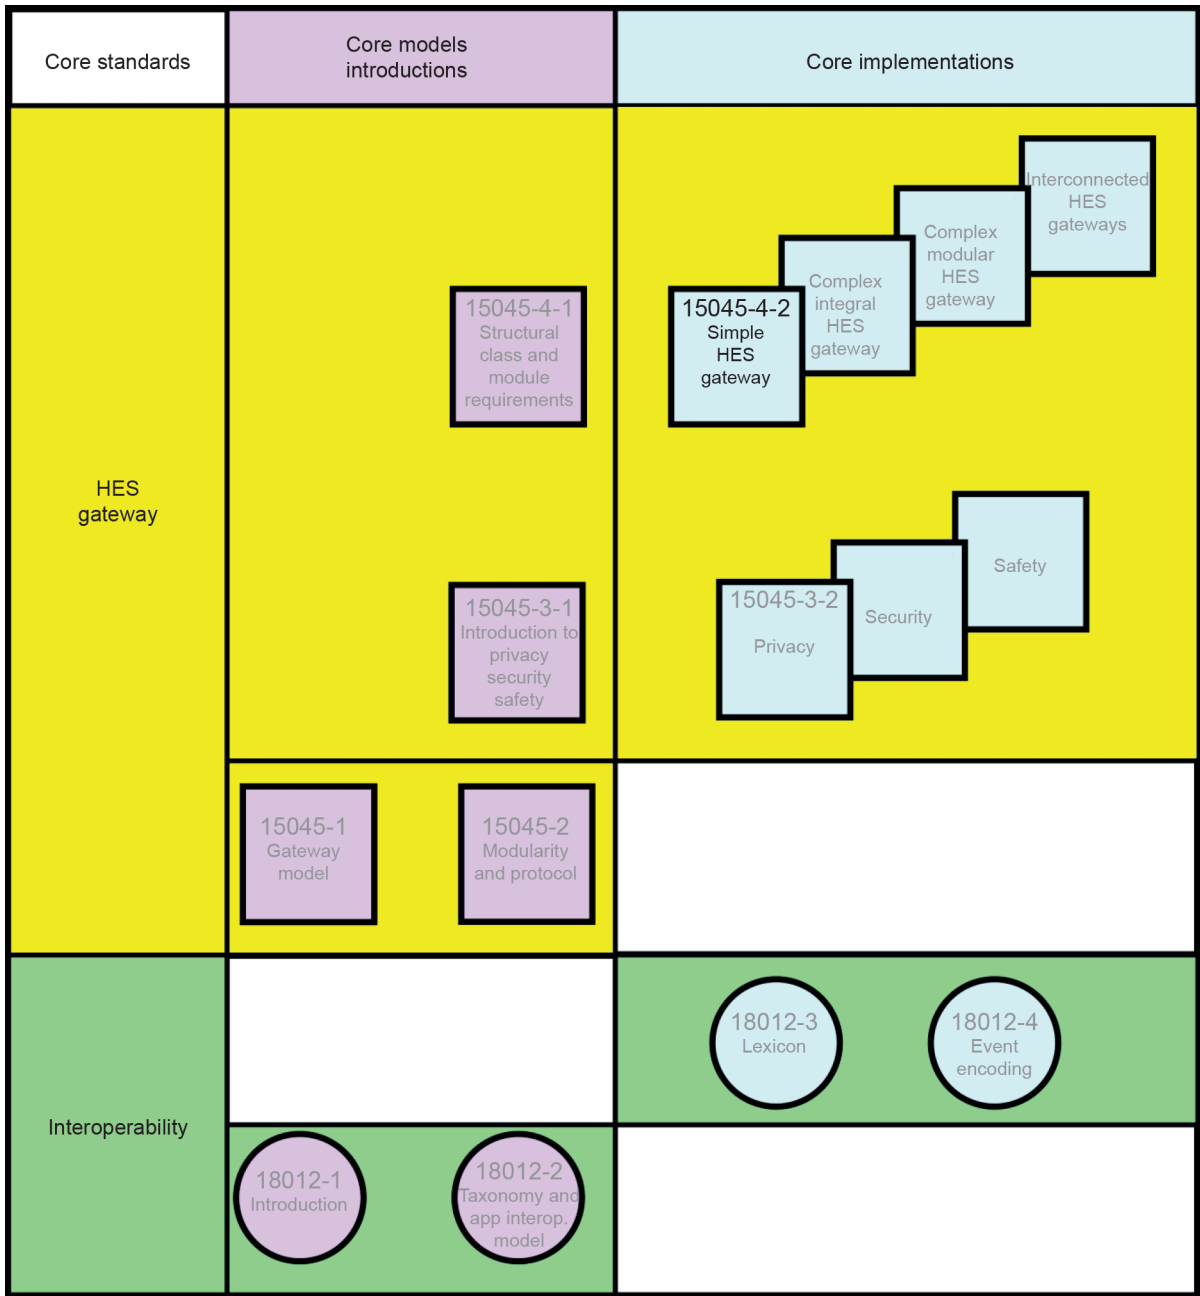 Core standards
Core models
introductions
Core implementations
HES
gateway
15045-4-1
Structural
class and
module
requirements
15045-4-2
Simple
HES
gateway
Complex
integral
HES
gateway
Complex
modular
HES
gateway
Interconnected
HES
gateways
15045-3-1
Introduction to
privacy
security
safety
15045-3-2
Privacy
Security
Safety
15045-1
Gateway
model
15045-2
Modularity
and protocol
Interoperability
18012-3
Lexicon
18012-4
Event
encoding
18012-1
Introduction
18012-2
Taxonomy and
app interop.
model